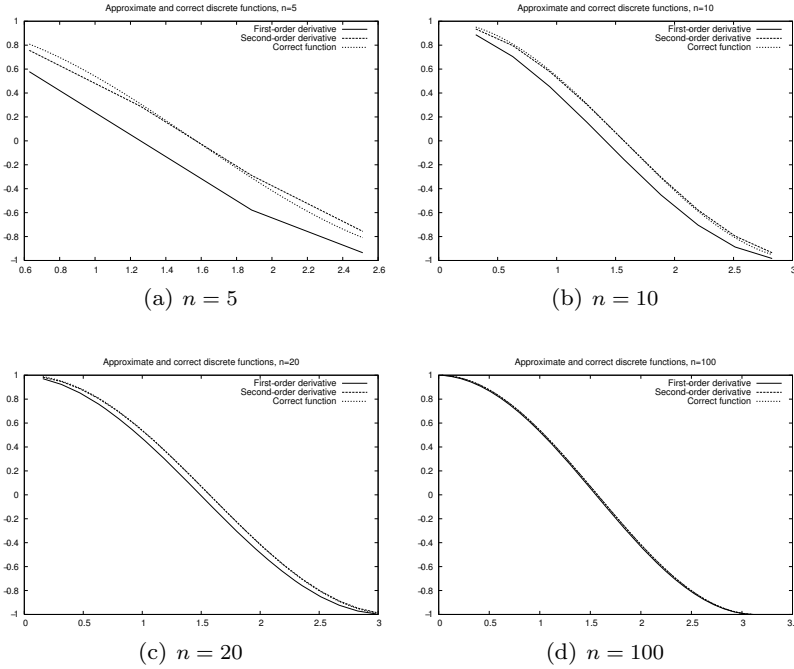 Approximate and correct discrete functions, n=5
First-order derivative
Second-order derivative
Correct function
1
0.8
0.6
0.4
0.2
0
−0.2
−0.4
−0.6
−0.8
−1
0.6 0.8 1 1.2 1.4 1.6 1.8 2 2.2 2.4 2.6
(a) n = 5
Approximate and correct discrete functions, n=10
First-order derivative
Second-order derivative
Correct function
1
0.8
0.6
0.4
0.2
0
−0.2
−0.4
−0.6
−0.8
−1
0 0.5 1 1.5 2 2.5 3
(b) n = 10
Approximate and correct discrete functions, n=20
First-order derivative
Second-order derivative
Correct function
1
0.8
0.6
0.4
0.2
0
−0.2
−0.4
−0.6
−0.8
−1
0 0.5 1 1.5 2 2.5 3
(c) n = 20
Approximate and correct discrete functions, n=100
First-order derivative
Second-order derivative
Correct function
1
0.8
0.6
0.4
0.2
0
−0.2
−0.4
−0.6
−0.8
−1
0 0.5 1 1.5 2 2.5 3 3.
(d) n = 100